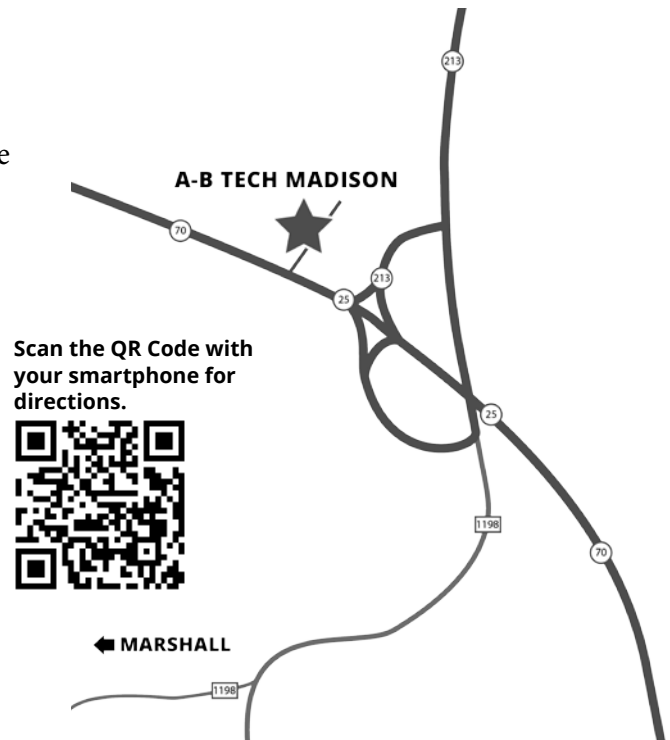 213
e
A-B TECH MADISON
70
213
25
Scan the QR Code with
your smartphone for
directions.
25
1198
70
MARSHALL
1198